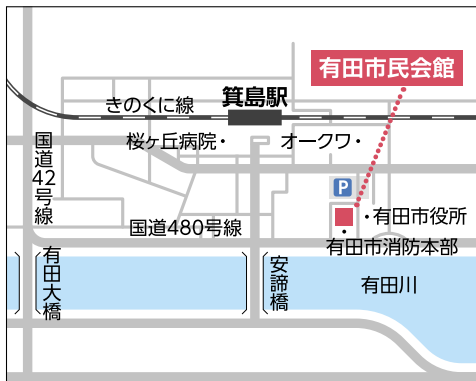 有田市民会館
きのくに線
箕島駅
国道42号線
桜ヶ丘病院
オークワ
P
有田市役所
国道480号線
有田市消防本部
有田大橋
安諦橋
有田川